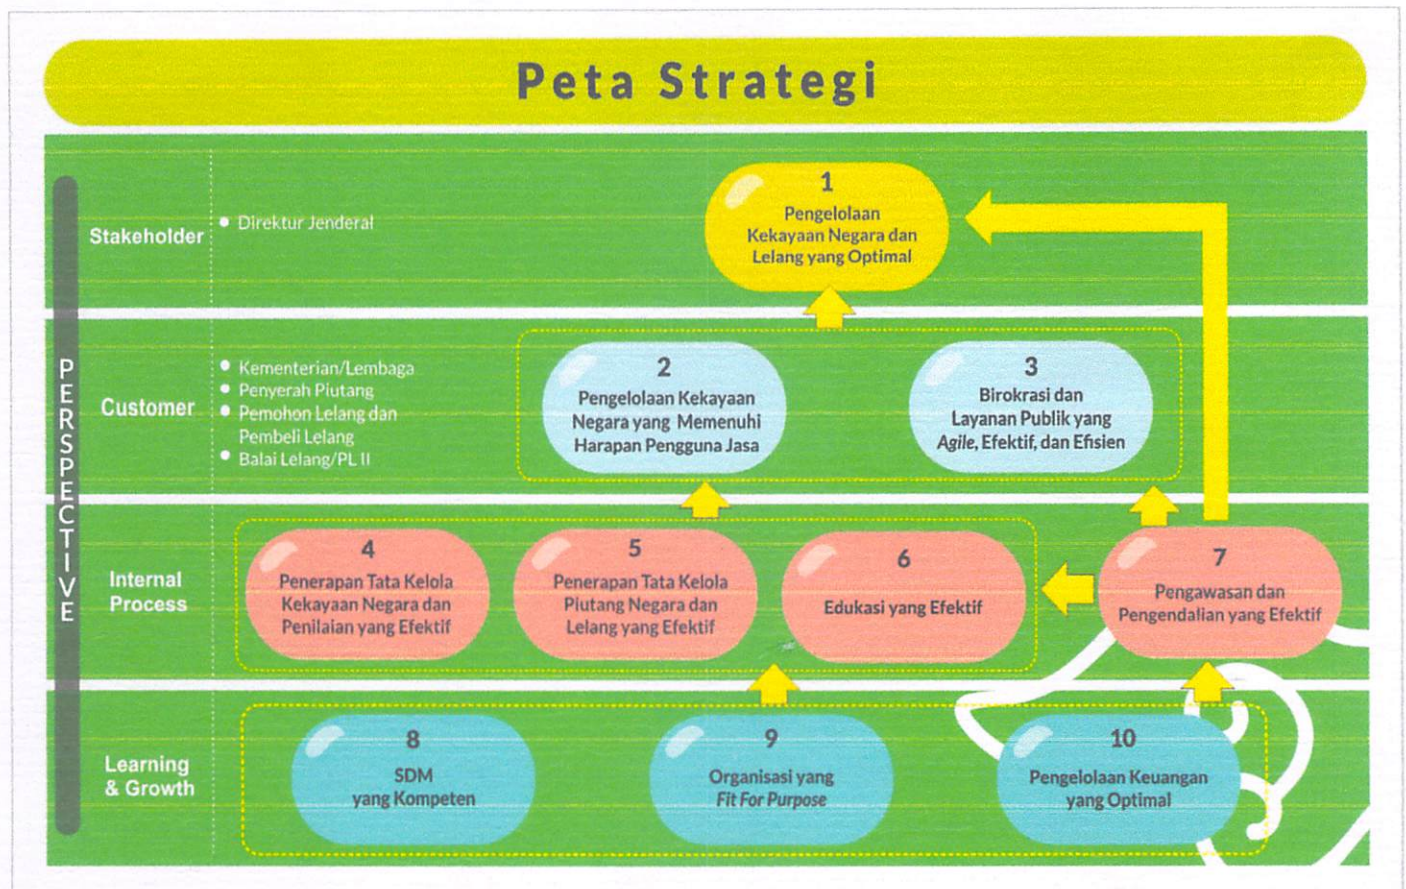 Peta Strategi
PERSPECTIVE
Stakeholder
● Direktur Jenderal
1
Pengelolaan
Kekayaan Negara dan
Lelang yang Optimal
Customer
● Kementerian/Lembaga
● Penyerah Piutang
● Pemohon Lelang dan
Pembeli Lelang
● Balai Lelang/PL II
2
Pengelolaan Kekayaan
Negara yang Memenuhi
Harapan Pengguna Jasa
3
Birokrasi dan
Layanan Publik yang
Agile, Efektif, dan Efisien
Internal
Process
4
Penerapan Tata Kelola
Kekayaan Negara dan
Penilaian yang Efektif
5
Penerapan Tata Kelola
Piutang Negara dan
Lelang yang Efektif
6
Edukasi yang Efektif
7
Pengawasan dan
Pengendalian yang Efektif
Learning
& Growth
8
SDM
yang Kompeten
9
Organisasi yang
Fit For Purpose
10
Pengelolaan Keuangan
yang Optimal